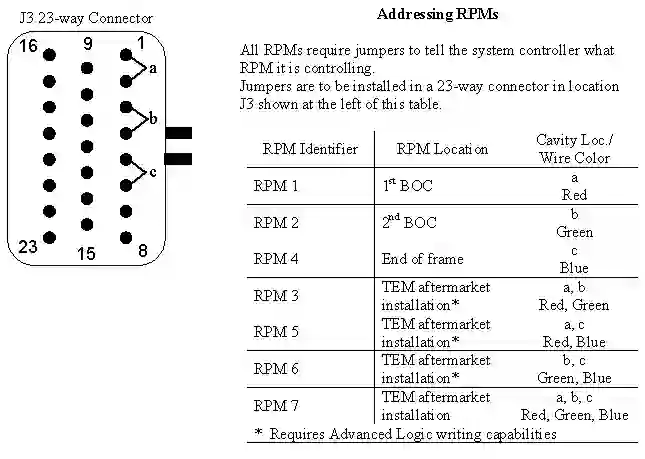 J3 23-way Connector
16
9
1
a
b
c
23
15
8
Addressing RPMs
All RPMs require jumpers to tell the system controller what
RPM it is controlling.
Jumpers are to be installed in a 23-way connector in location
J3 shown at the left of this table.
RPM Identifier RPM Location Cavity Loc./
Wire Color
RPM 1 1st BOC a
Red
RPM 2 2nd BOC b
Green
RPM 4 End of frame c
Blue
RPM 3 TEM aftermarket a, b
installation* Red, Green
RPM 5 TEM aftermarket a, c
installation* Red, Blue
RPM 6 TEM aftermarket b, c
installation* Green, Blue
RPM 7 TEM aftermarket a, b, c
installation Red, Green, Blue
* Requires Advanced Logic writing capabilities